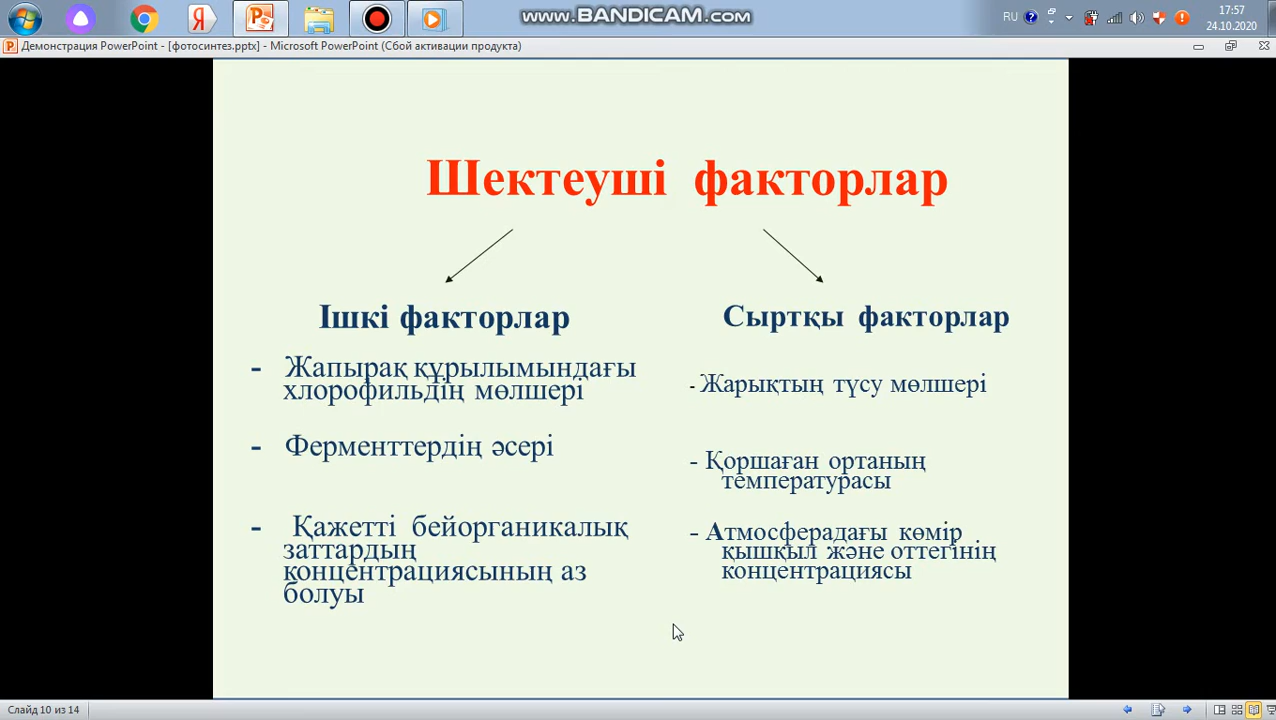 www.BANDICAM.com
RU
17:57
24.10.2020
Демонстрация PowerPoint - [фотосинтез.pptx] - Microsoft PowerPoint (Сбой активации продукта)
Шектеуші факторлар
Ішкі факторлар
- Жапырақ құрылымындағы
хлорофильдің мөлшері
- Ферменттердің әсері
- Қажетті бейорганикалық
заттардың
концентрациясының аз
болуы
Сыртқы факторлар
- Жарықтың түсу мөлшері
- Қоршаған ортаның
температурасы
- Атмосферадағы көмір
қышқыл және оттегінің
концентрациясы
Слайд 10 из 14